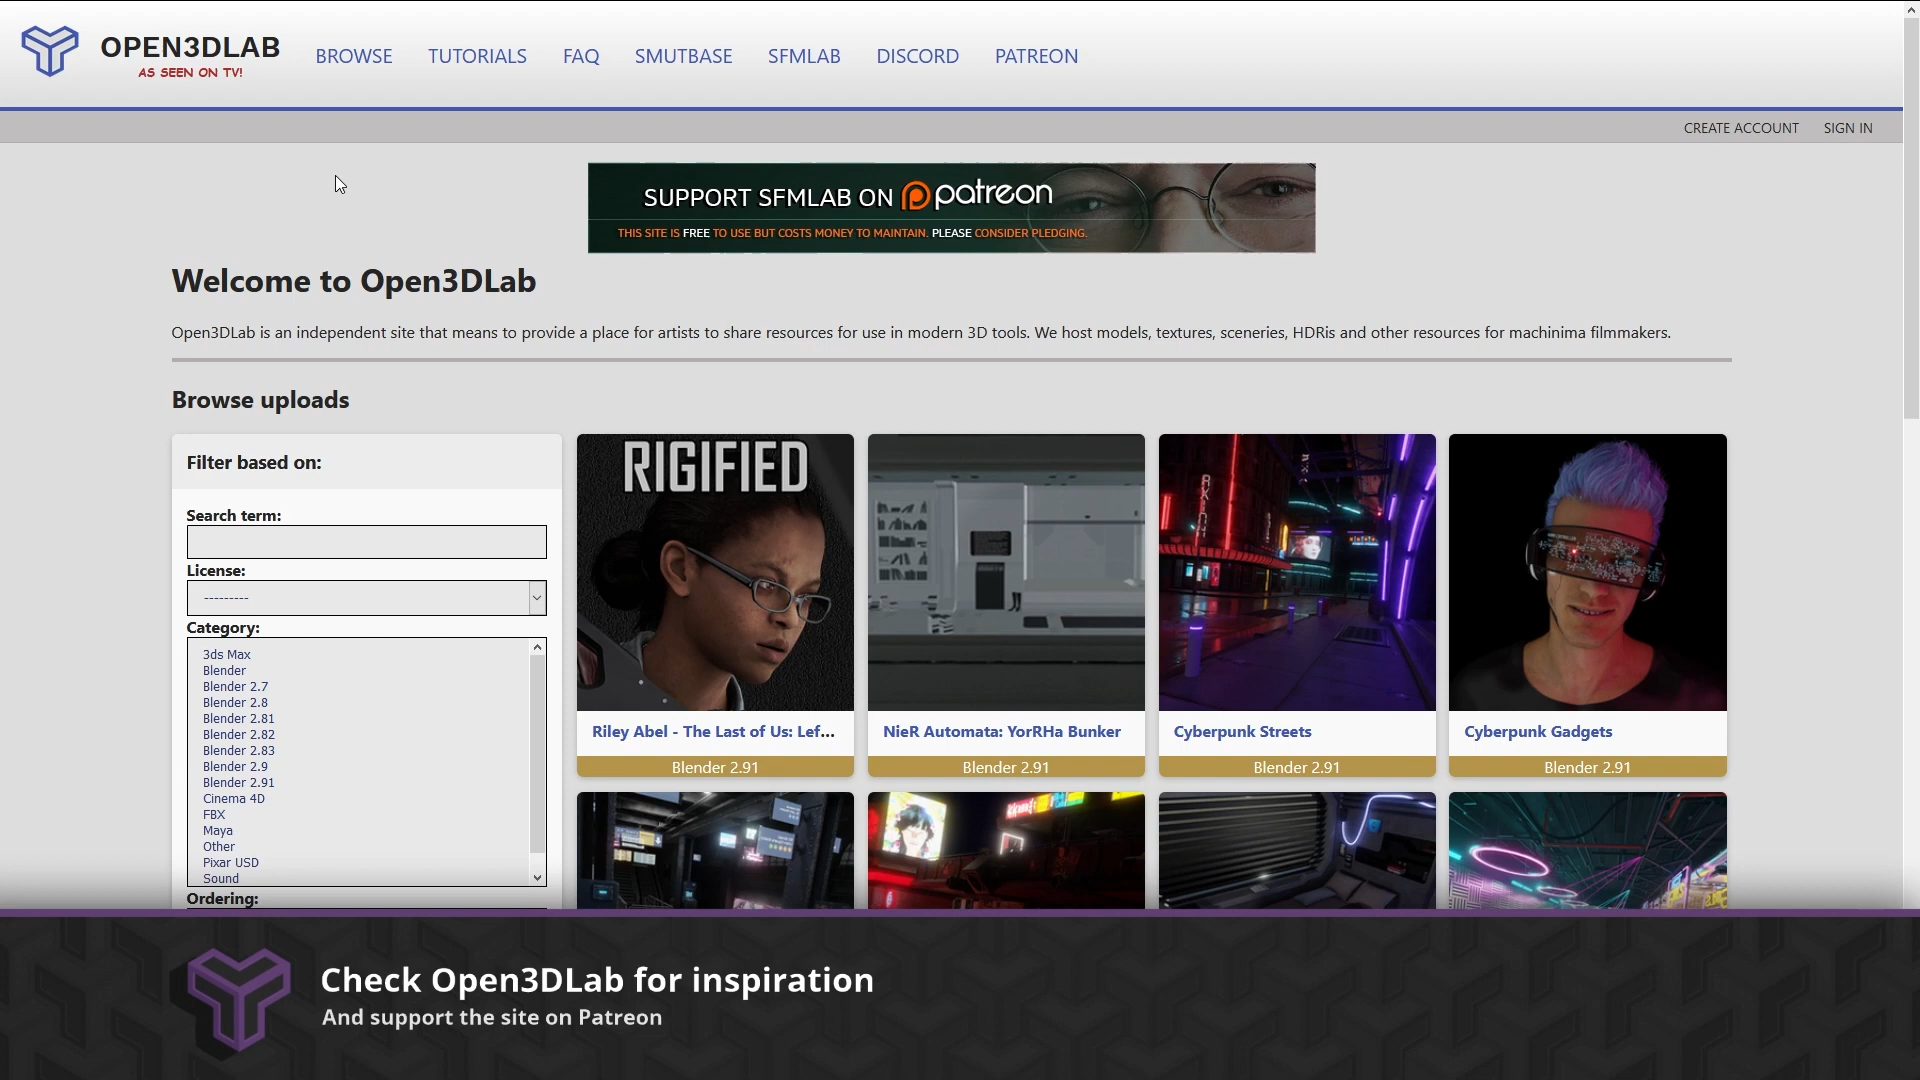 OPEN3DLAB
AS SEEN ON TV!
BROWSE
TUTORIALS
FAQ
SMUTBASE
SFMLAB
DISCORD
PATREON
CREATE ACCOUNT
SIGN IN
SUPPORT SFMLAB ON patreon
THIS SITE IS FREE TO USE BUT COSTS MONEY TO MAINTAIN. PLEASE CONSIDER PLEDGING.
Welcome to Open3DLab
Open3DLab is an independent site that means to provide a place for artists to share resources for use in modern 3D tools. We host models, textures, sceneries, HDRis and other resources for machinima filmmakers.
Browse uploads
Filter based on:
Search term:
License:
---------
Category:
3ds Max
Blender
Blender 2.7
Blender 2.8
Blender 2.81
Blender 2.82
Blender 2.83
Blender 2.9
Blender 2.91
Cinema 4D
FBX
Maya
Other
Pixar USD
Sound
Ordering:
RIGIFIED
Riley Abel - The Last of Us: Lef...
Blender 2.91
NieR Automata: YorRHa Bunker
Blender 2.91
Cyberpunk Streets
Blender 2.91
Cyberpunk Gadgets
Blender 2.91
Check Open3DLab for inspiration
And support the site on Patreon